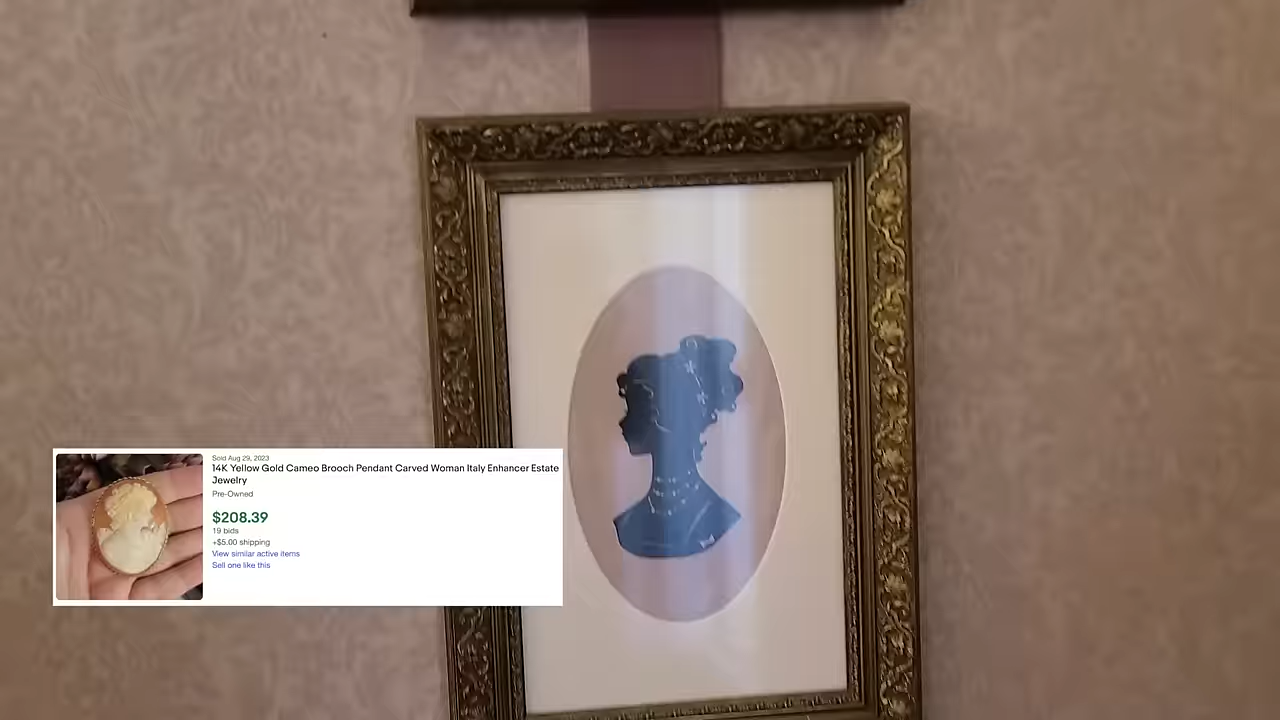 Sold Aug 29, 2023
14K Yellow Gold Cameo Brooch Pendant Carved Woman Italy Enhancer Estate
Jewelry
Pre-Owned
$208.39
19 bids
+$5.00 shipping
View similar active items
Sell one like this